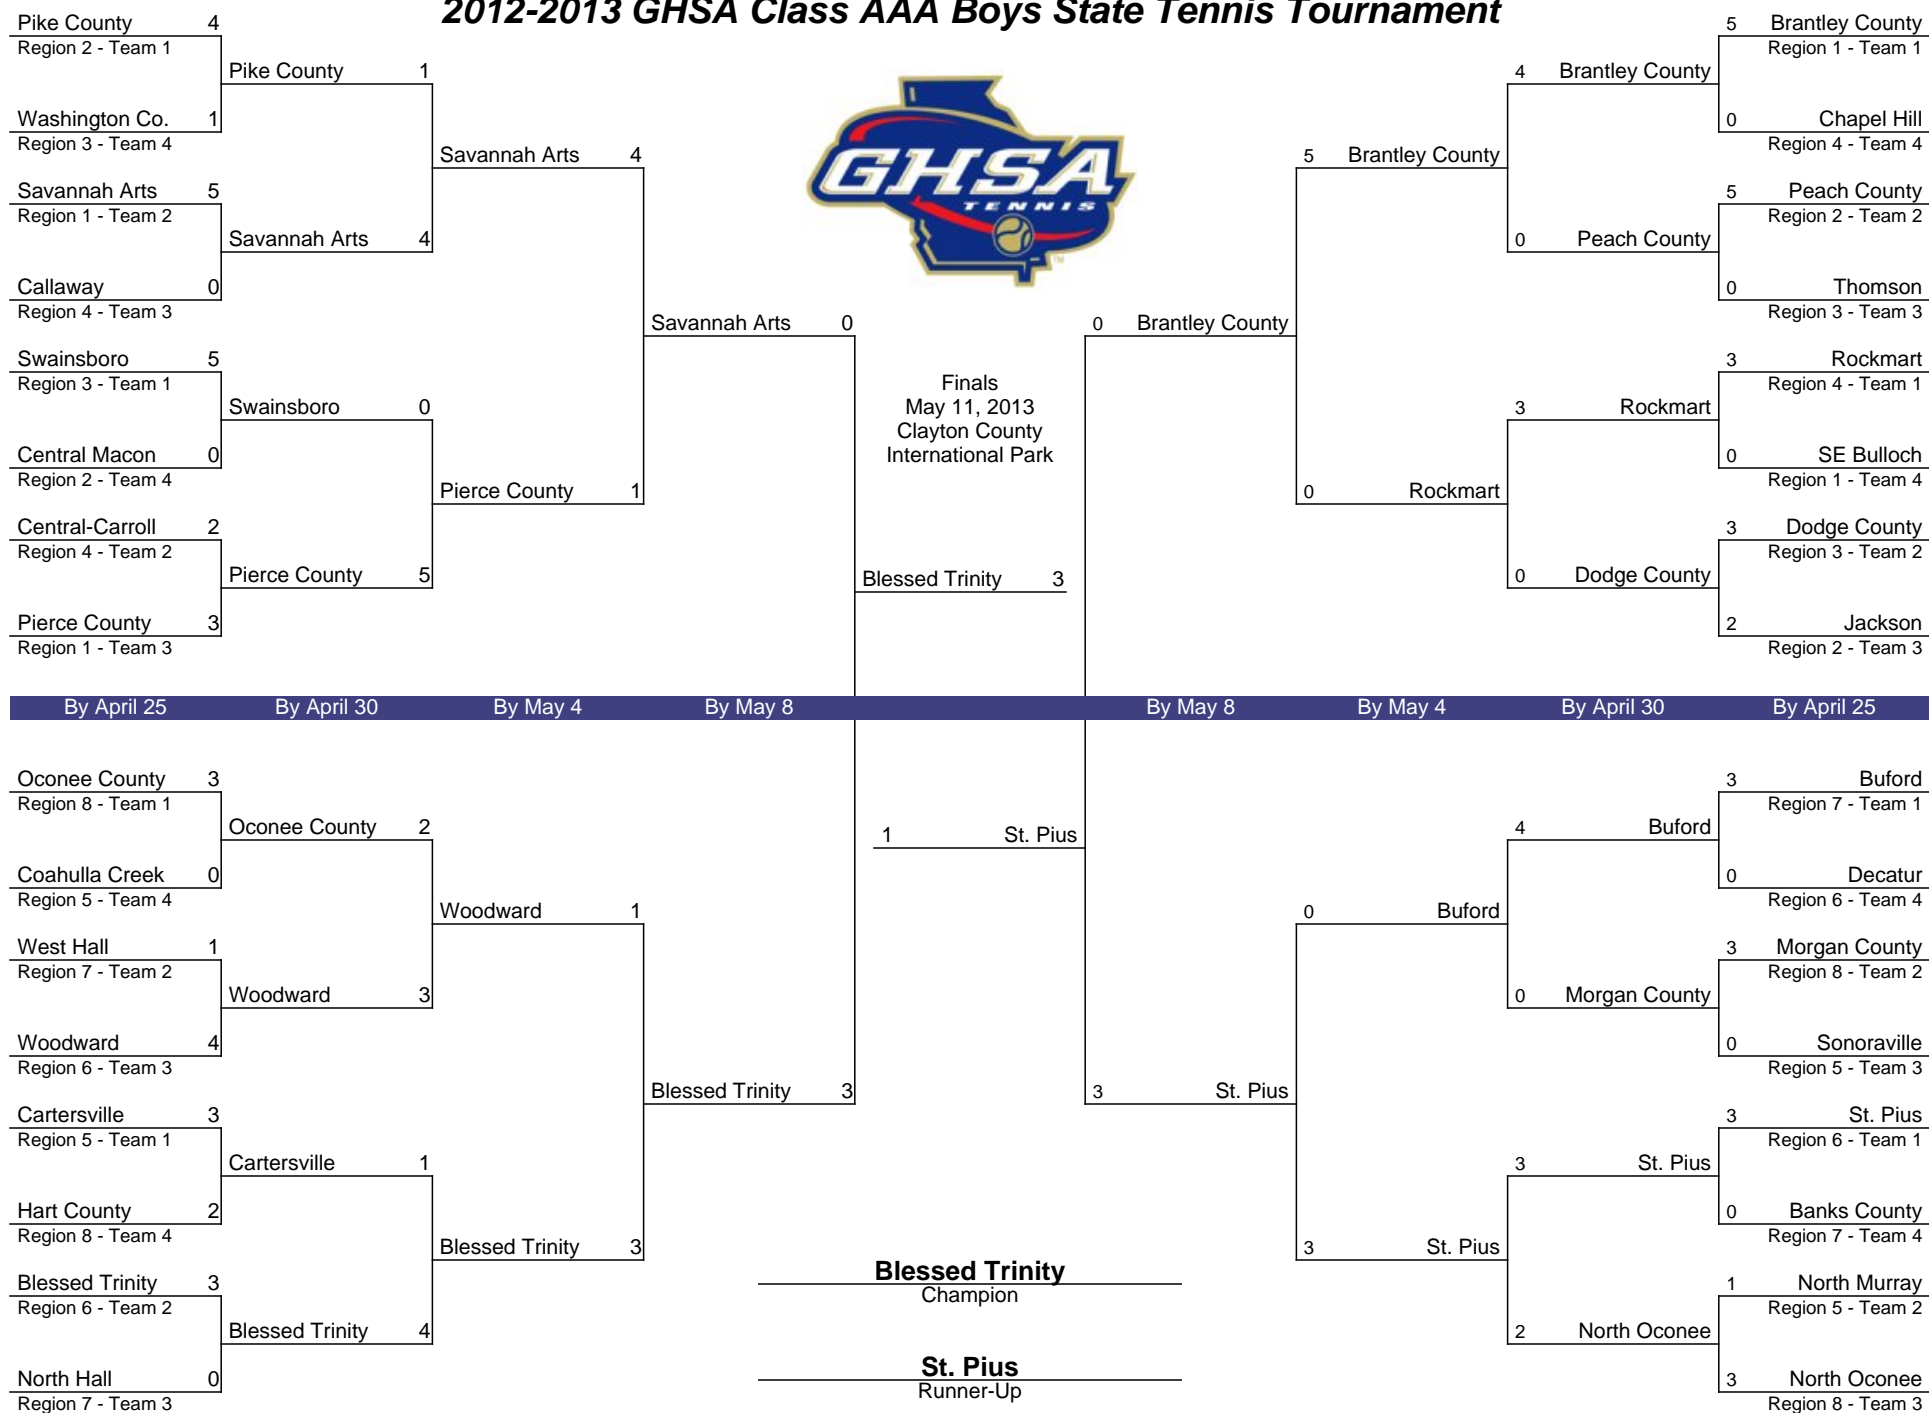 2012-2013 GHSA Class AAA Boys State Tennis Tournament
Pike County 4
Region 2 - Team 1
Washington Co. 1
Region 3 - Team 4
Savannah Arts 5
Region 1 - Team 2
Callaway 0
Region 4 - Team 3
Swainsboro 5
Region 3 - Team 1
Central Macon 0
Region 2 - Team 4
Central-Carroll 2
Region 4 - Team 2
Pierce County 3
Region 1 - Team 3
Pike County 1
Savannah Arts 4
Swainsboro 0
Pierce County 5
Savannah Arts 4
Pierce County 1
Savannah Arts 0
GHSA
TENNIS
TM
Finals
May 11, 2013
Clayton County
International Park
Blessed Trinity 3
0 Brantley County
5 Brantley County
0 Rockmart
4 Brantley County
0 Peach County
3 Rockmart
0 Dodge County
5 Brantley County
Region 1 - Team 1
0 Chapel Hill
Region 4 - Team 4
5 Peach County
Region 2 - Team 2
0 Thomson
Region 3 - Team 3
3 Rockmart
Region 4 - Team 1
0 SE Bulloch
Region 1 - Team 4
3 Dodge County
Region 3 - Team 2
2 Jackson
Region 2 - Team 3
By April 25 By April 30 By May 4 By May 8 By May 8 By May 4 By April 30 By April 25
Oconee County 3
Region 8 - Team 1
Coahulla Creek 0
Region 5 - Team 4
West Hall 1
Region 7 - Team 2
Woodward 4
Region 6 - Team 3
Cartersville 3
Region 5 - Team 1
Hart County 2
Region 8 - Team 4
Blessed Trinity 3
Region 6 - Team 2
North Hall 0
Region 7 - Team 3
Oconee County 2
Woodward 3
Cartersville 1
Blessed Trinity 4
Woodward 1
Blessed Trinity 3
Blessed Trinity 3
1 St. Pius
Blessed Trinity
Champion
St. Pius
Runner-Up
3 St. Pius
0 Buford
3 St. Pius
4 Buford
0 Morgan County
3 St. Pius
2 North Oconee
3 Buford
Region 7 - Team 1
0 Decatur
Region 6 - Team 4
3 Morgan County
Region 8 - Team 2
0 Sonoraville
Region 5 - Team 3
3 St. Pius
Region 6 - Team 1
0 Banks County
Region 7 - Team 4
1 North Murray
Region 5 - Team 2
3 North Oconee
Region 8 - Team 3